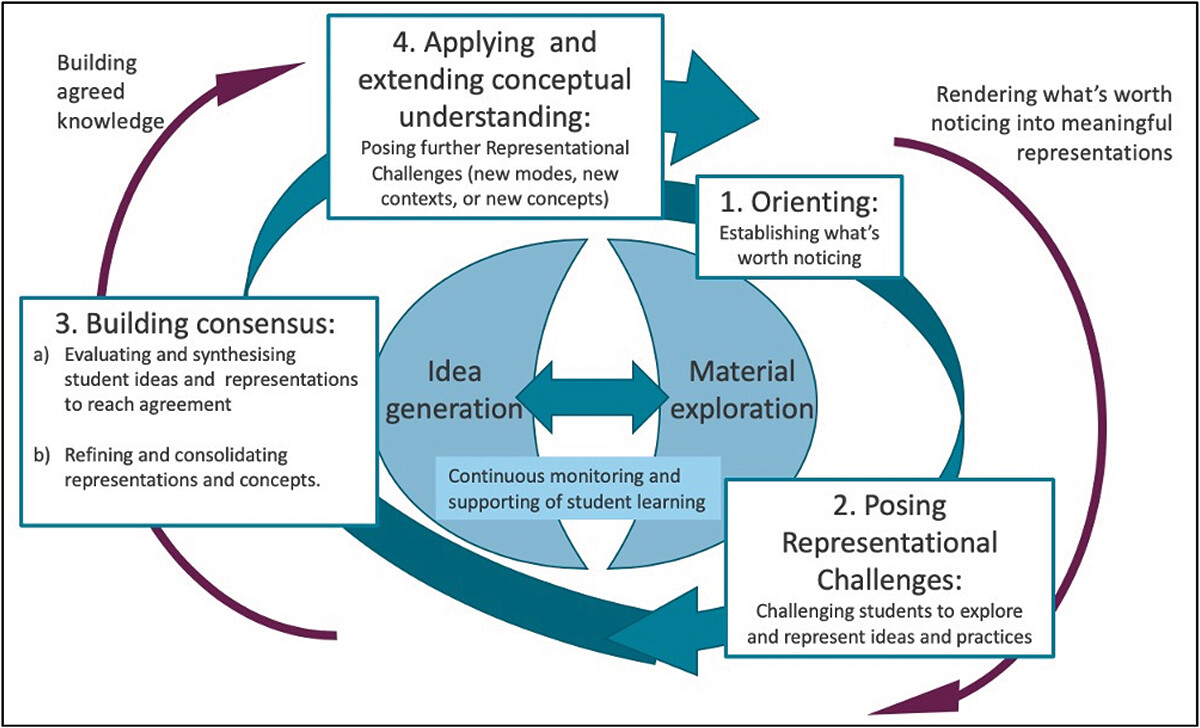 Building
agreed
knowledge
4. Applying and
extending conceptual
understanding:
Posing further Representational
Challenges (new modes, new
contexts, or new concepts)
Rendering what's worth
noticing into meaningful
representations
1. Orienting:
Establishing what's
worth noticing
3. Building consensus:
a) Evaluating and synthesising
student ideas and representations
to reach agreement
b) Refining and consolidating
representations and concepts.
Idea
generation
Material
exploration
Continuous monitoring and
supporting of student learning
2. Posing
Representational
Challenges:
Challenging students to explore
and represent ideas and practices